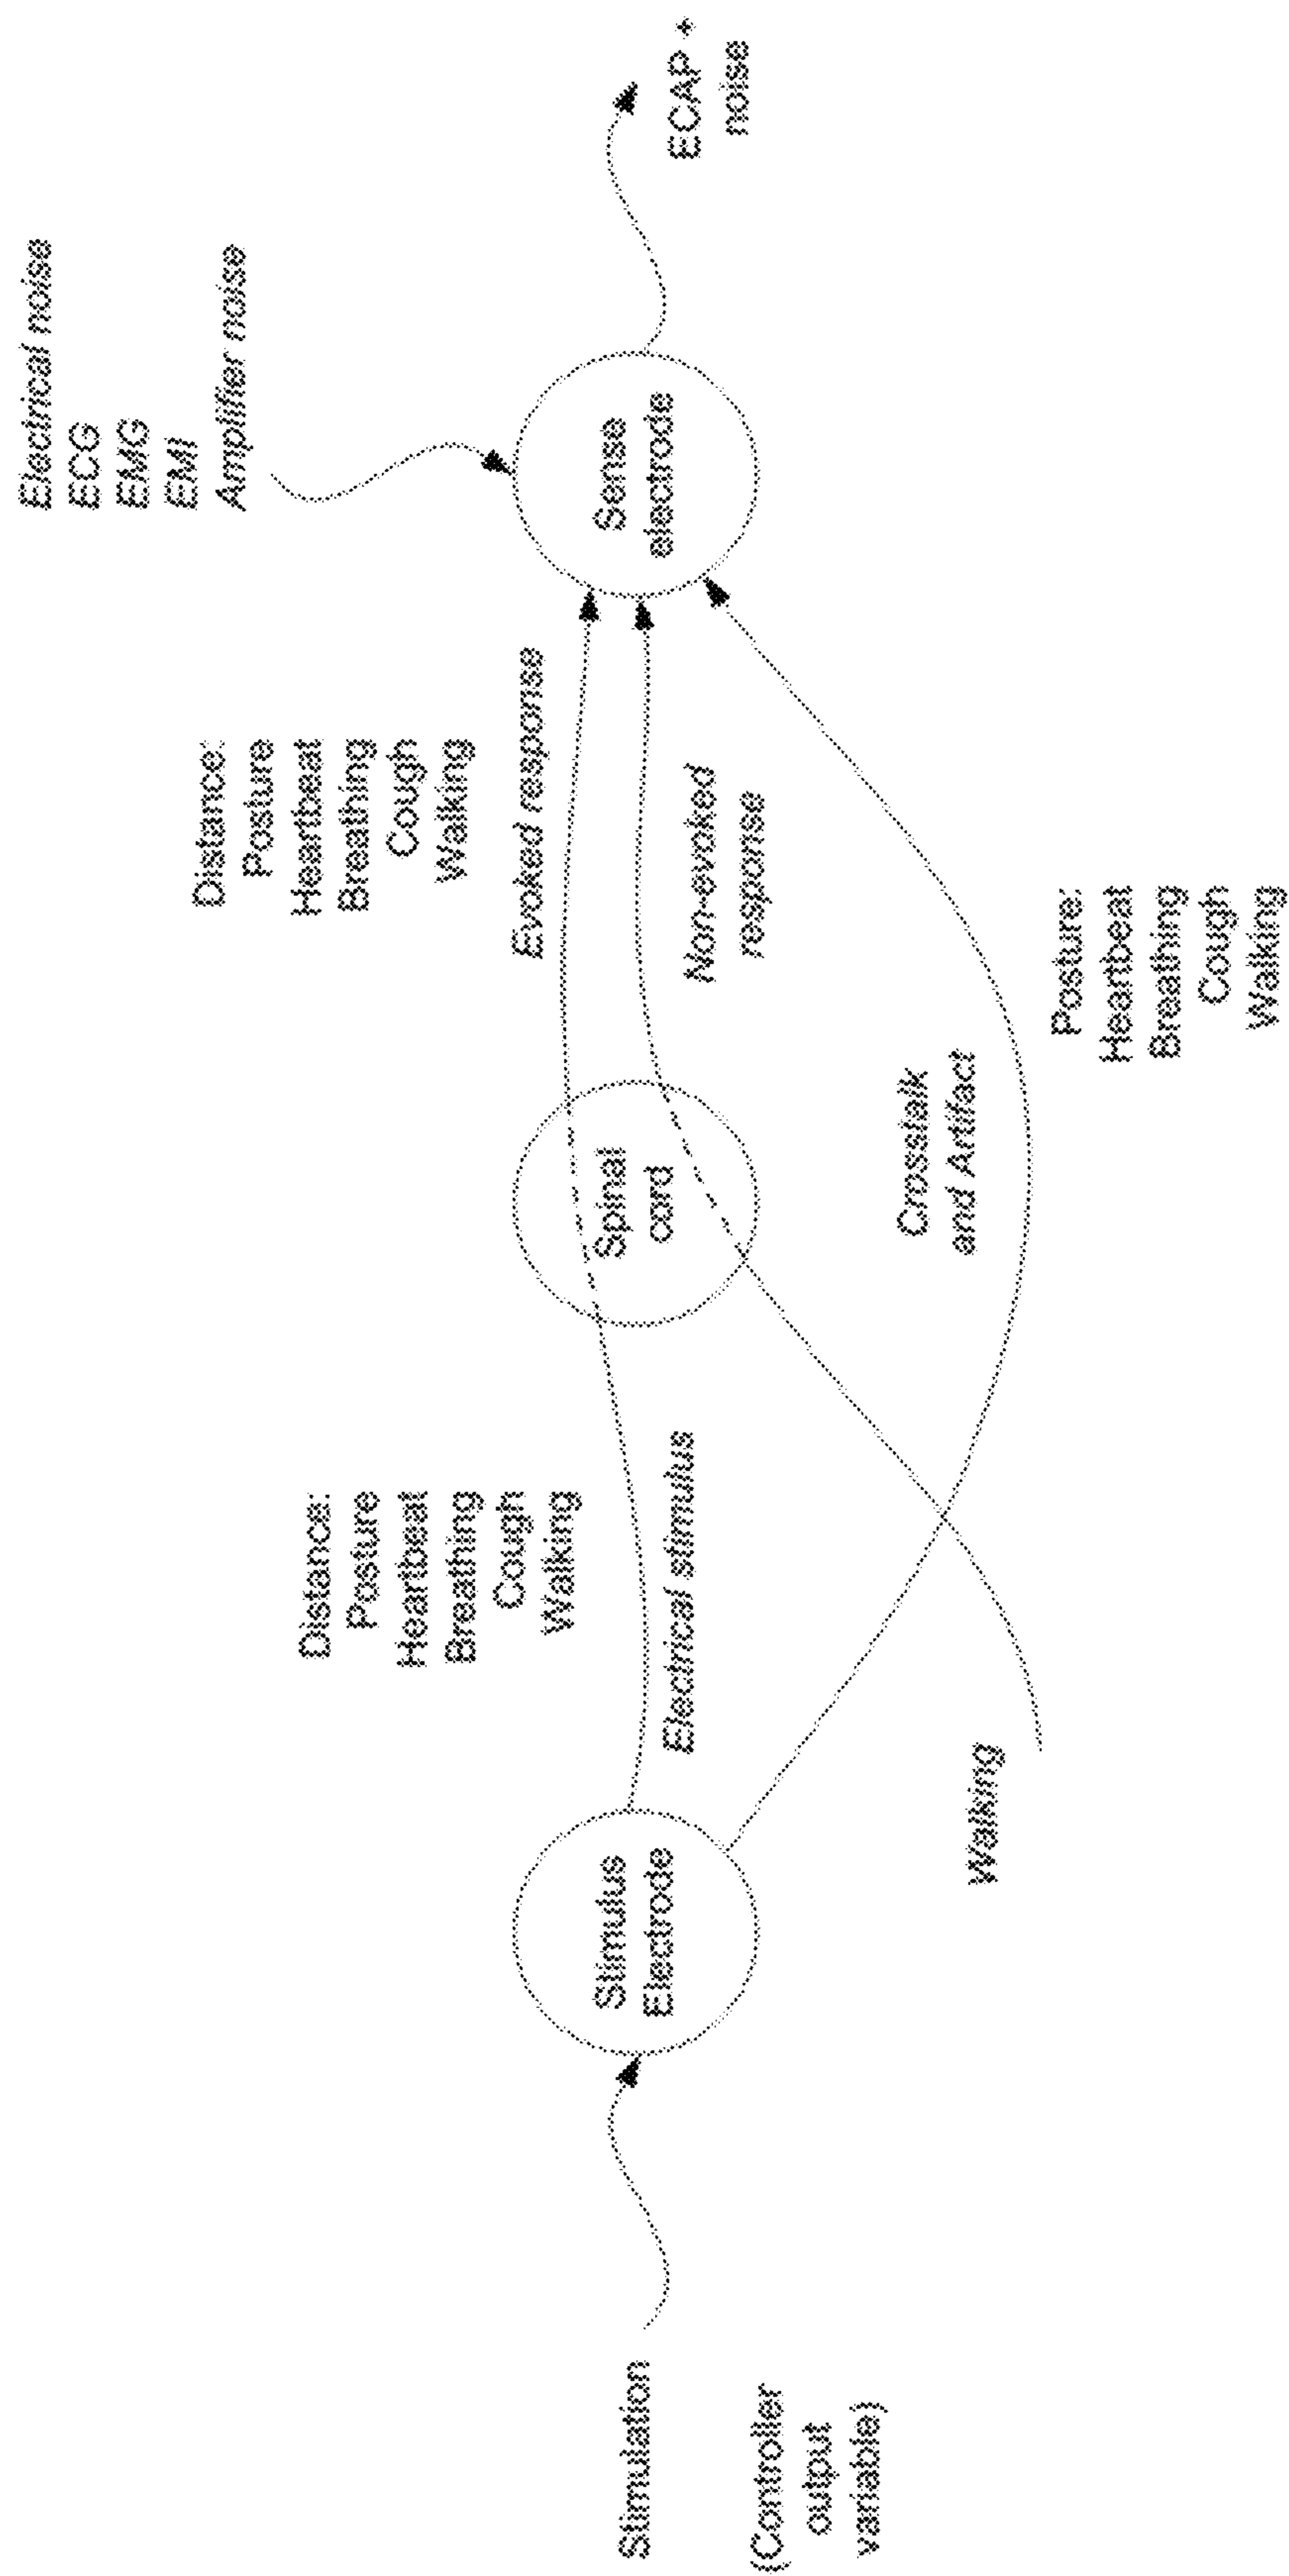 Stimulation
(Controller
output
variable)
Stimulus
Electrode
Distance:
Posture
Heartbeat
Breathing
Cough
Walking
Electrical stimulus
Walking
Spinal
cord
Crosstalk
and Artifact
Distance:
Posture
Heartbeat
Breathing
Cough
Walking
Evoked response
Non-evoked
response
Posture:
Heartbeat
Breathing
Cough
Walking
Electrical noise
ECG
EMG
EMI
Amplifier noise
Sense
electrode
ECAP +
noise